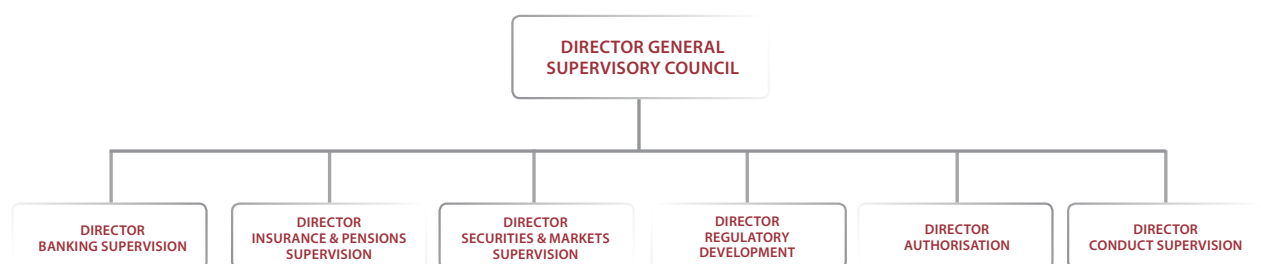 DIRECTOR GENERAL
SUPERVISORY COUNCIL
DIRECTOR
BANKING SUPERVISION
DIRECTOR
INSURANCE & PENSIONS
SUPERVISION
DIRECTOR
SECURITIES & MARKETS
SUPERVISION
DIRECTOR
REGULATORY
DEVELOPMENT
DIRECTOR
AUTHORISATION
DIRECTOR
CONDUCT SUPERVISION